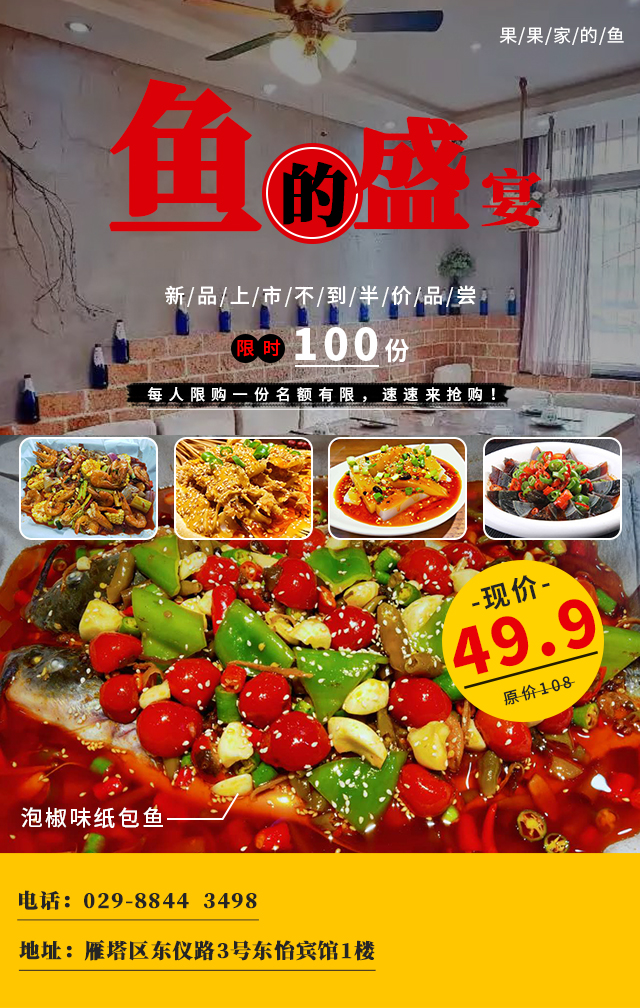 果/果/家/的/鱼
鱼的盛宴
新/品/上/市/不/到/半/价/品/尝
限时100份
每人限购一份名额有限，速速来抢购！
-现价-
49.9
原价108
泡椒味纸包鱼
电话：029-8844 3498
地址：雁塔区东仪路3号东怡宾馆1楼